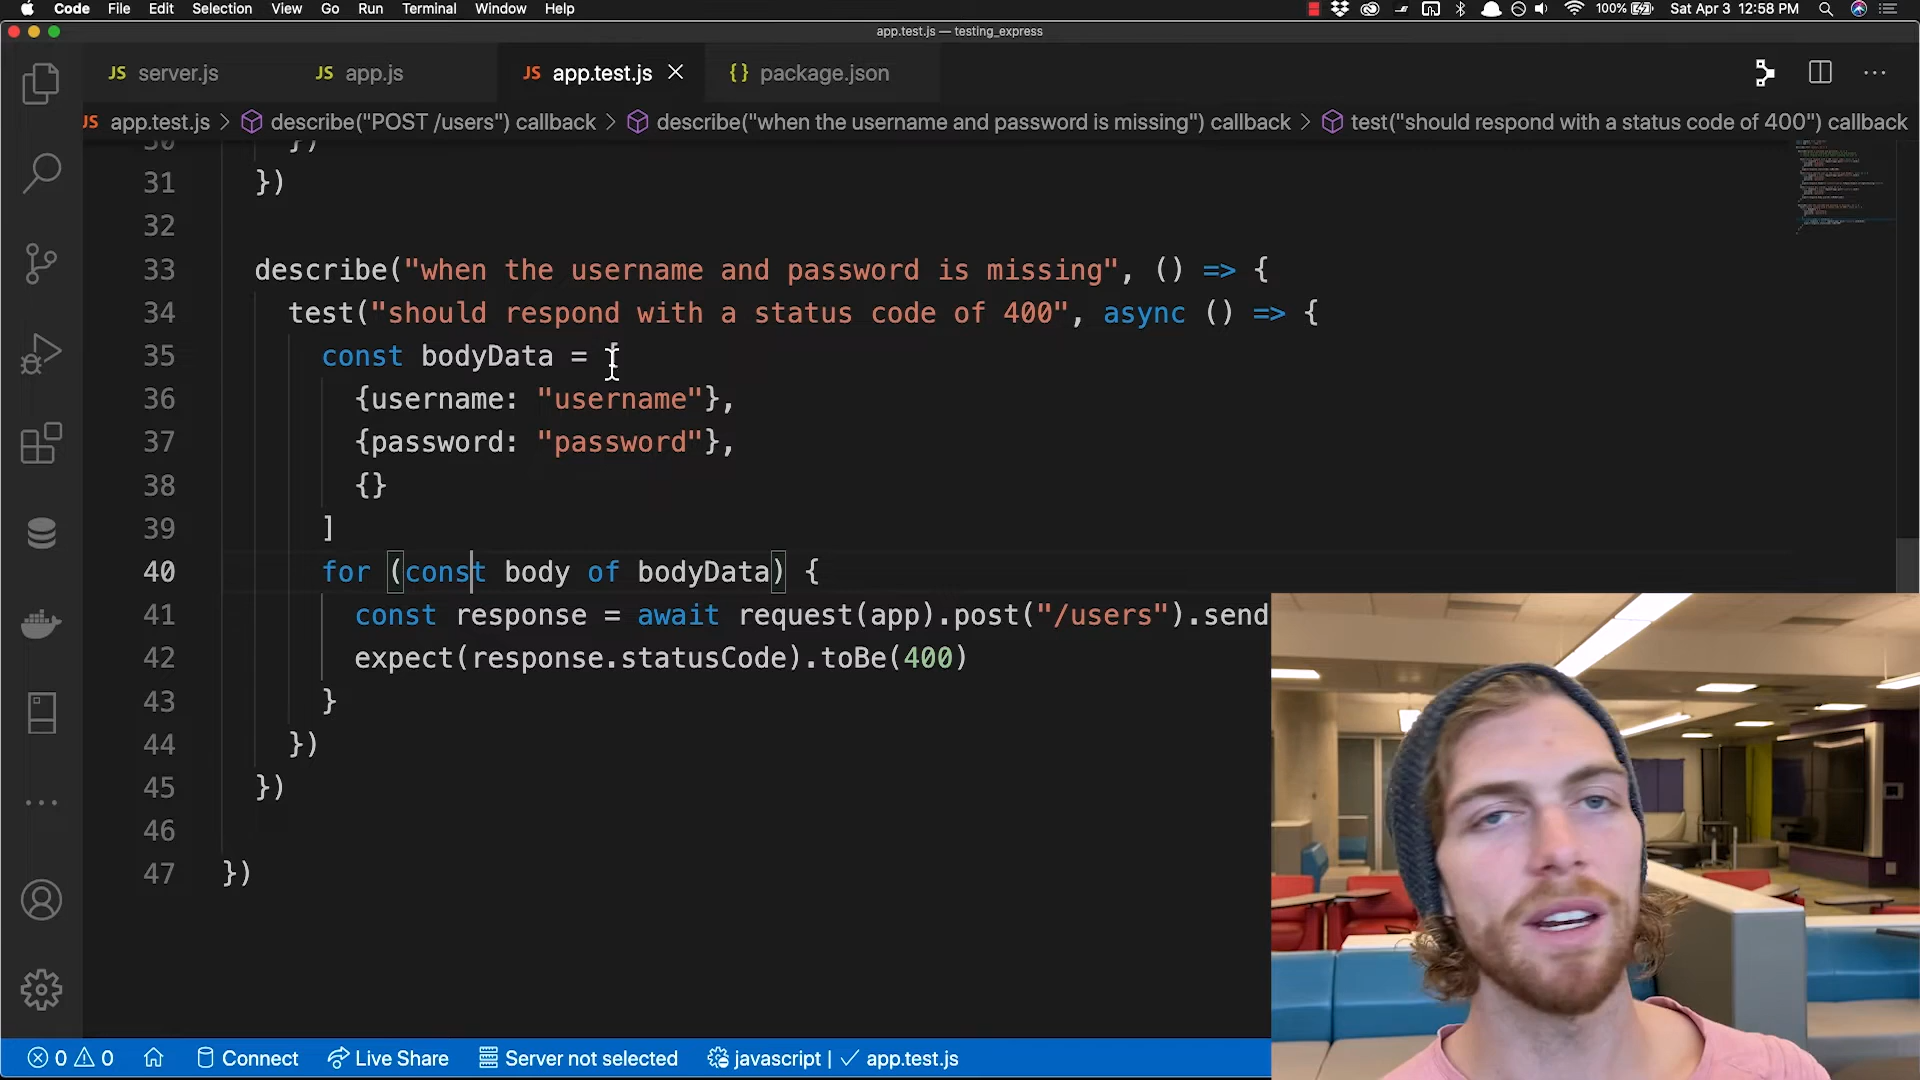 Code File Edit Selection View Go Run Terminal Window Help 100% Sat Apr 3 12:58 PM
app.test.js — testing_express
JS server.js JS app.js JS app.test.js {} package.json
JS app.test.js > describe("POST /users") callback > describe("when the username and password is missing") callback > test("should respond with a status code of 400") callback
30 })
31 })
32
33 describe("when the username and password is missing", () => {
34 test("should respond with a status code of 400", async () => {
35 const bodyData = [
36 {username: "username"},
37 {password: "password"},
38 {}
39 ]
40 for (const body of bodyData) {
41 const response = await request(app).post("/users").send
42 expect(response.statusCode).toBe(400)
43 }
44 })
45 })
46
47 })
0 0 Connect Live Share Server not selected javascript | app.test.js